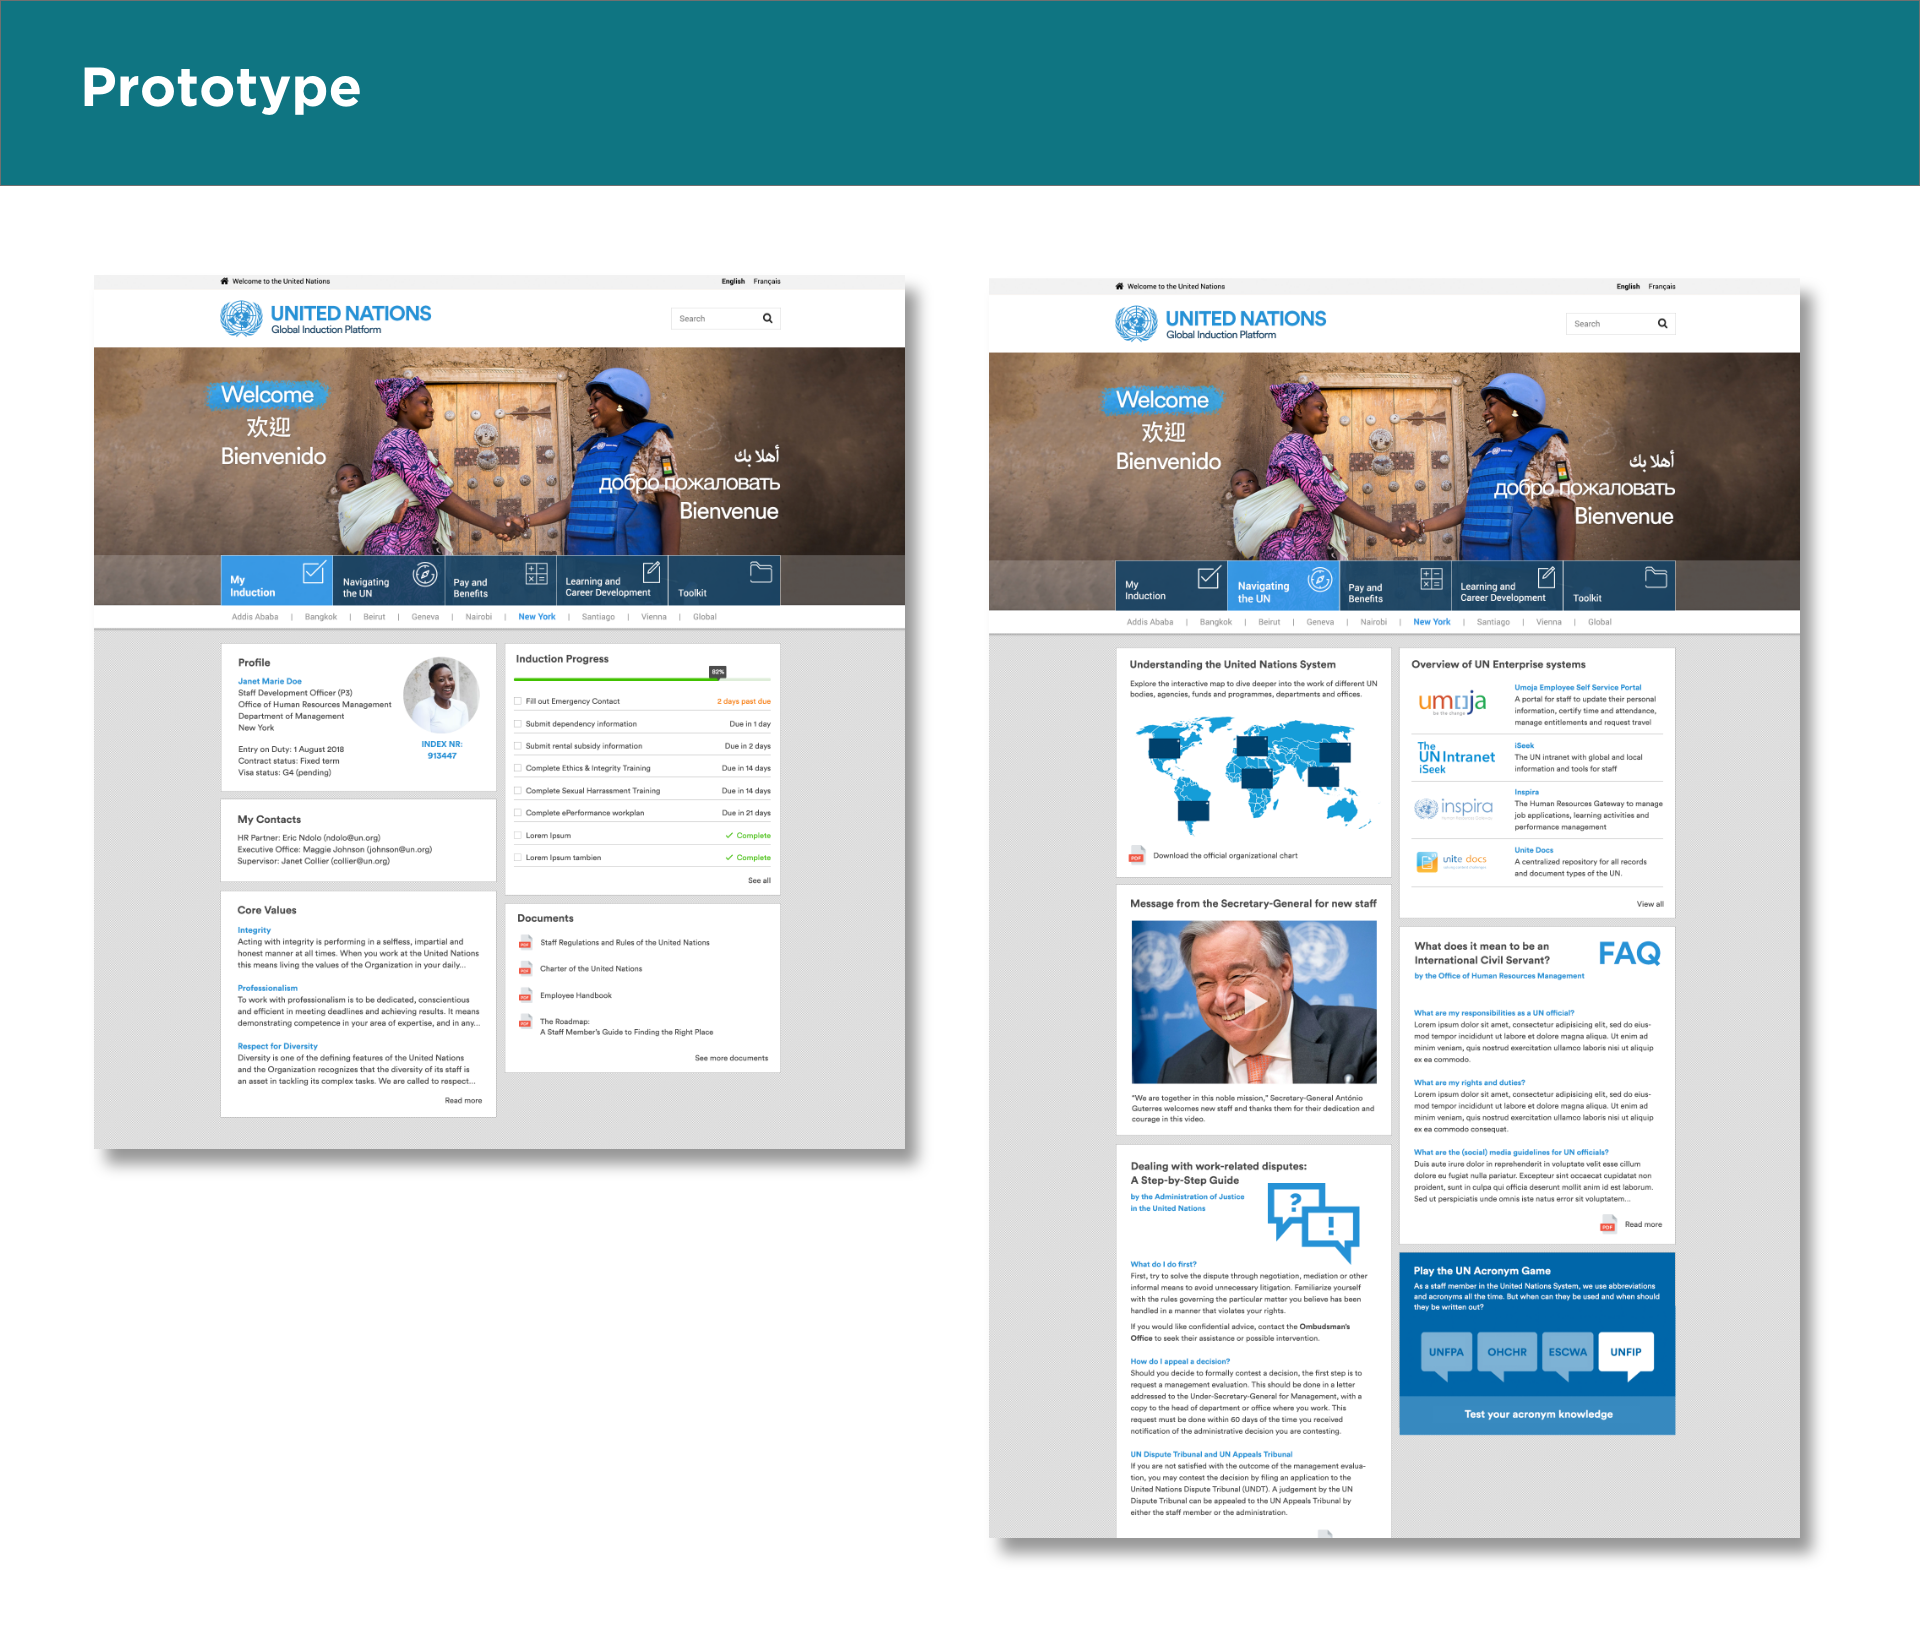 Prototype
Welcome to the United Nations
English Français
UNITED NATIONS
Global Induction Platform
Search
Welcome
欢迎
Bienvenido
أهلا بك
добро пожаловать
Bienvenue
My
Induction
Navigating
the UN
Pay and
Benefits
Learning and
Career Development
Toolkit
Addis Ababa | Bangkok | Beirut | Geneva | Nairobi | New York | Santiago | Vienna | Global
Profile
Janet Marie Doe
Staff Development Officer (P3)
Office of Human Resources Management
Department of Management
New York
Entry on Duty: 1 August 2018
Contract status: Fixed term
Visa status: G4 (pending)
INDEX NR:
913447
My Contacts
HR Partner: Eric Ndolo (ndolo@un.org)
Executive Office: Maggie Johnson (johnson@un.org)
Supervisor: Janet Collier (collier@un.org)
Core Values
Integrity
Acting with integrity is performing in a selfless, impartial and
honest manner at all times. When you work at the United Nations
this means living the values of the Organization in your daily...
Professionalism
To work with professionalism is to be dedicated, conscientious
and efficient in meeting deadlines and achieving results. It means
demonstrating competence in your area of expertise, and in any...
Respect for Diversity
Diversity is one of the defining features of the United Nations
and the Organization recognizes that the diversity of its staff is
an asset in tackling its complex tasks. We are called to respect...
Read more
Induction Progress
82%
Fill out Emergency Contact 2 days past due
Submit dependency information Due in 1 day
Submit rental subsidy information Due in 2 days
Complete Ethics & Integrity Training Due in 14 days
Complete Sexual Harrassment Training Due in 14 days
Complete ePerformance workplan Due in 21 days
Lorem Ipsum Complete
Lorem Ipsum tambien Complete
See all
Documents
PDF Staff Regulations and Rules of the United Nations
PDF Charter of the United Nations
PDF Employee Handbook
PDF The Roadmap:
A Staff Member's Guide to Finding the Right Place
See more documents
Welcome to the United Nations
English Français
UNITED NATIONS
Global Induction Platform
Search
Welcome
欢迎
Bienvenido
أهلا بك
добро пожаловать
Bienvenue
My
Induction
Navigating
the UN
Pay and
Benefits
Learning and
Career Development
Toolkit
Addis Ababa | Bangkok | Beirut | Geneva | Nairobi | New York | Santiago | Vienna | Global
Understanding the United Nations System
Explore the interactive map to dive deeper into the work of different UN
bodies, agencies, funds and programmes, departments and offices.
PDF Download the official organizational chart
Message from the Secretary-General for new staff
"We are together in this noble mission," Secretary-General António
Guterres welcomes new staff and thanks them for their dedication and
courage in this video.
Dealing with work-related disputes:
A Step-by-Step Guide
by the Administration of Justice
in the United Nations
? !
What do I do first?
First, try to solve the dispute through negotiation, mediation or other
informal means to avoid unnecessary litigation. Familiarize yourself
with the rules governing the particular matter you believe has been
handled in a manner that violates your rights.
If you would like confidential advice, contact the Ombudsman's
Office to seek their assistance or possible intervention.
How do I appeal a decision?
Should you decide to formally contest a decision, the first step is to
request a management evaluation. This should be done in a letter
addressed to the Under-Secretary-General for Management, with a
copy to the head of department or office where you work. This
request must be done within 60 days of the time you received
notification of the administrative decision you are contesting.
UN Dispute Tribunal and UN Appeals Tribunal
If you are not satisfied with the outcome of the management evalua-
tion, you may contest the decision by filing an application to the
United Nations Dispute Tribunal (UNDT). A judgement by the UN
Dispute Tribunal can be appealed to the UN Appeals Tribunal by
either the staff member or the administration.
Overview of UN Enterprise systems
umoja
be the change
Umoja Employee Self Service Portal
A portal for staff to update their personal
information, certify time and attendance,
manage entitlements and request travel
The
UN Intranet
iSeek
iSeek
The UN intranet with global and local
information and tools for staff
inspira
Inspira
The Human Resources Gateway to manage
job applications, learning activities and
performance management
unite docs
Unite Docs
A centralized repository for all records
and document types of the UN.
View all
What does it mean to be an
International Civil Servant?
FAQ
by the Office of Human Resources Management
What are my responsibilities as a UN official?
Lorem ipsum dolor sit amet, consectetur adipisicing elit, sed do eius-
mod tempor incididunt ut labore et dolore magna aliqua. Ut enim ad
minim veniam, quis nostrud exercitation ullamco laboris nisi ut aliquip
ex ea commodo.
What are my rights and duties?
Lorem ipsum dolor sit amet, consectetur adipisicing elit, sed do eius-
mod tempor incididunt ut labore et dolore magna aliqua. Ut enim ad
minim veniam, quis nostrud exercitation ullamco laboris nisi ut aliquip
ex ea commodo consequat.
What are the (social) media guidelines for UN officials?
Duis aute irure dolor in reprehenderit in voluptate velit esse cillum
dolore eu fugiat nulla pariatur. Excepteur sint occaecat cupidatat non
proident, sunt in culpa qui officia deserunt mollit anim id est laborum.
Sed ut perspiciatis unde omnis iste natus error sit voluptatem...
PDF Read more
Play the UN Acronym Game
As a staff member in the United Nations System, we use abbreviations
and acronyms all the time. But when can they be used and when should
they be written out?
UNFPA OHCHR ESCWA UNFIP
Test your acronym knowledge